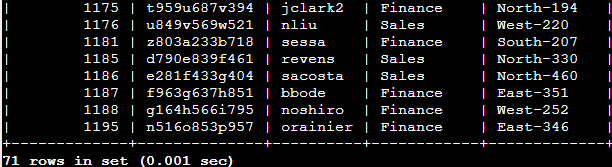 |        1175 | t959u687v394 | jclark2  | Finance    | North-194   |
|        1176 | u849v569w521 | nliu     | Sales      | West-220    |
|        1181 | z803a233b718 | sessa    | Finance    | South-207   |
|        1185 | d790e839f461 | revens   | Sales      | North-330   |
|        1186 | e281f433g404 | sacosta  | Sales      | North-460   |
|        1187 | f963g637h851 | bbode    | Finance    | East-351    |
|        1188 | g164h566i795 | noshiro  | Finance    | West-252    |
|        1195 | n516o853p957 | orainier | Finance    | East-346    |
+-------------+--------------+----------+------------+-------------+
71 rows in set (0.001 sec)